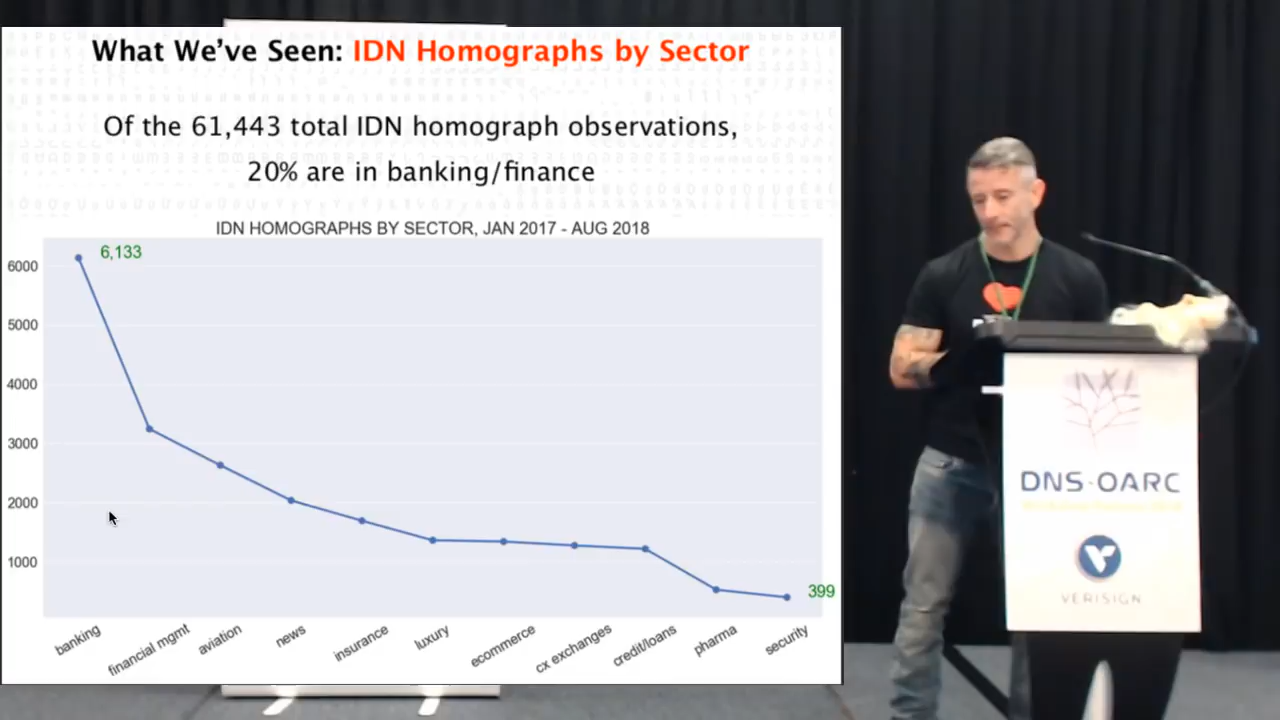 What We've Seen: IDN Homographs by Sector
Of the 61,443 total IDN homograph observations,
20% are in banking/finance
IDN HOMOGRAPHS BY SECTOR, JAN 2017 - AUG 2018
6,133
6000
5000
4000
3000
2000
1000
399
banking
financial mgmt
aviation
news
insurance
luxury
ecommerce
cx exchanges
credit/loans
pharma
security
DNS-OARC
VERISIGN